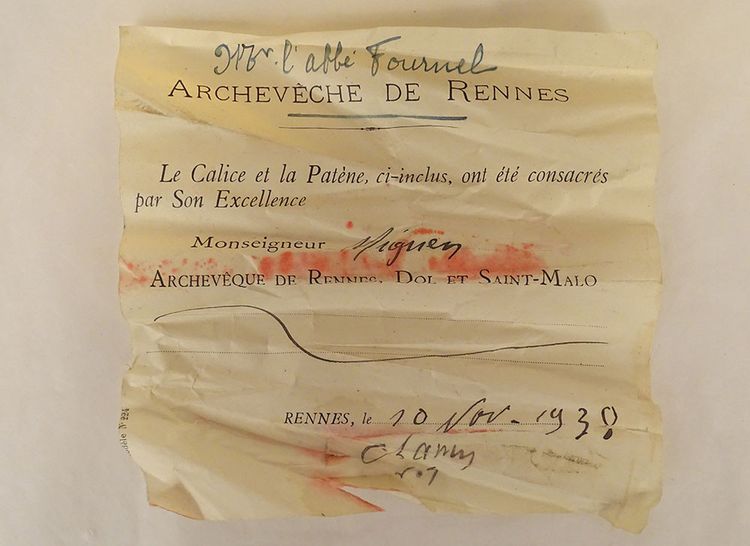 Mr. l'abbé Fournel
ARCHEVÊCHÉ DE RENNES
Le Calice et la Patène, ci-inclus, ont été consacrés
par Son Excellence
Monseigneur Mignen
ARCHEVÊQUE DE RENNES, DOL ET SAINT-MALO
RENNES, le 10 Nov. 1938